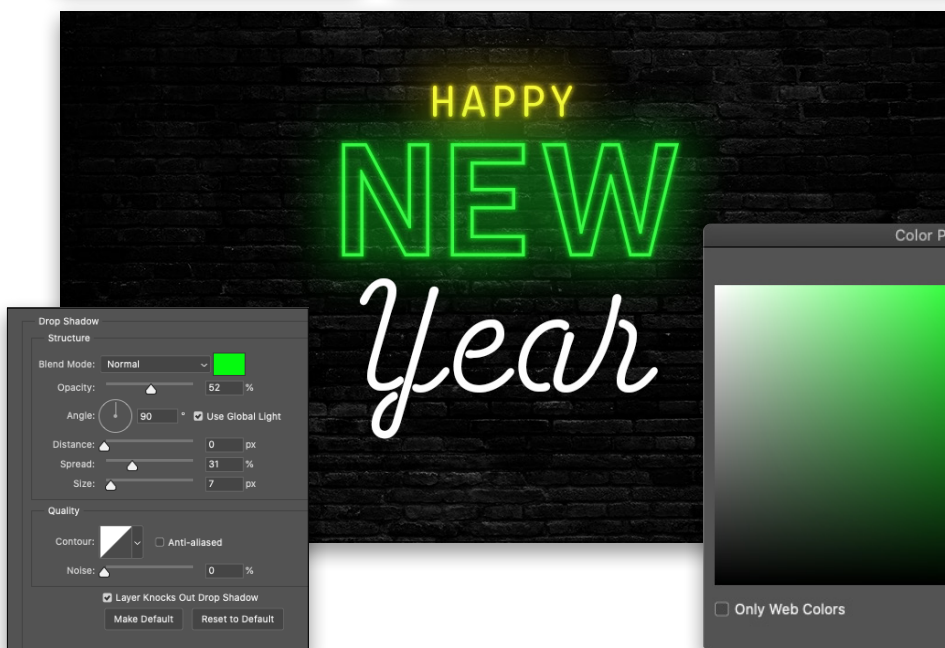 HAPPY
NEW
Year
Color P
Drop Shadow
Structure
Blend Mode: Normal
Opacity: 52 %
Angle: 90 ° Use Global Light
Distance: 0 px
Spread: 31 %
Size: 7 px
Quality
Contour: Anti-aliased
Noise: 0 %
Layer Knocks Out Drop Shadow
Make Default Reset to Default
Only Web Colors